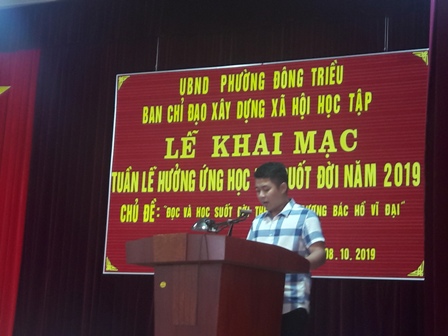 UBND PHƯỜNG ĐÔNG TRIỀU
BAN CHỈ ĐẠO XÂY DỰNG XÃ HỘI HỌC TẬP
LỄ KHAI MẠC
TUẦN LỄ HƯỞNG ỨNG HỌC SUỐT ĐỜI NĂM 2019
CHỦ ĐỀ: "ĐỌC VÀ HỌC SUỐT ĐỜI ƯƠNG BÁC HỒ VĨ ĐẠI"
08.10.2019